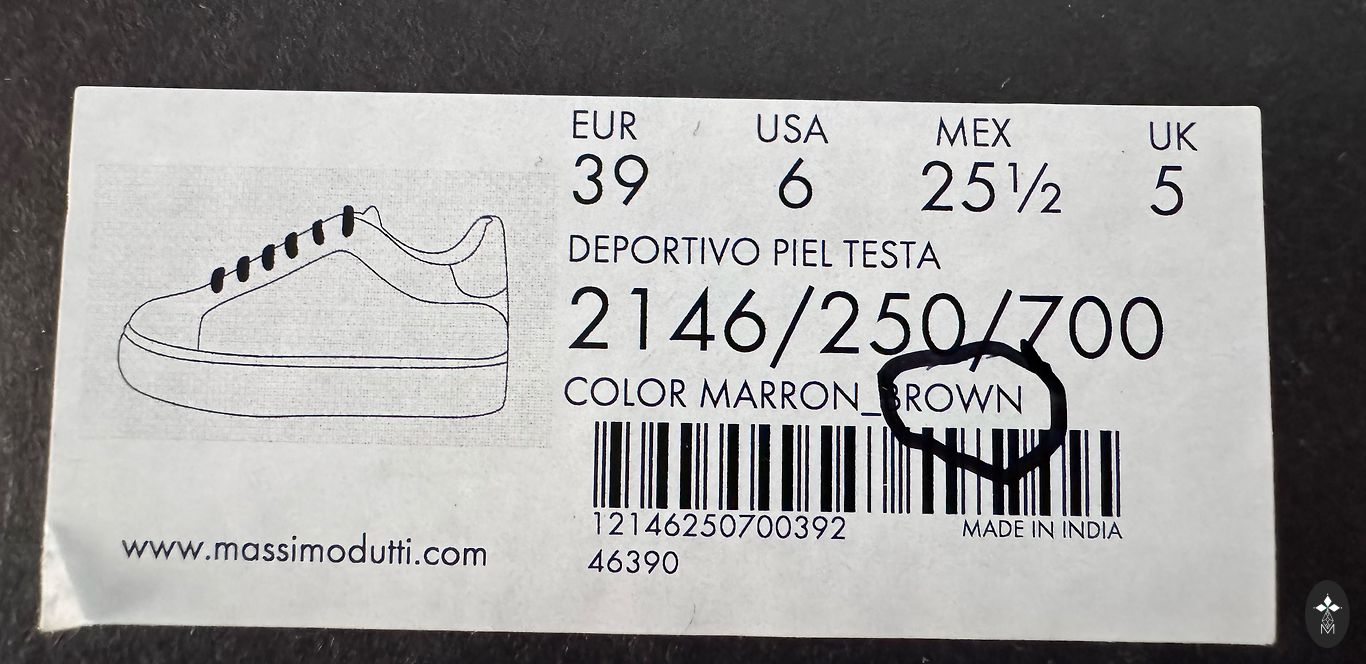 EUR USA MEX UK
39 6 25½ 5
DEPORTIVO PIEL TESTA
2146/250/700
COLOR MARRON_BROWN
12146250700392 MADE IN INDIA
46390
www.massimodutti.com
M